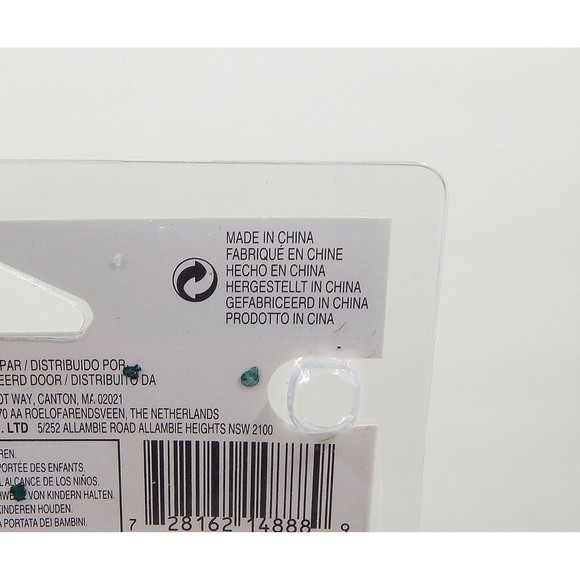 MADE IN CHINA
FABRIQUÉ EN CHINE
HECHO EN CHINA
HERGESTELLT IN CHINA
GEFABRICEERD IN CHINA
PRODOTTO IN CINA
PAR / DISTRIBUIDO POR
EERD DOOR / DISTRIBUITO DA
OT WAY, CANTON, MA 02021
70 AA ROELOFARENDSVEEN, THE NETHERLANDS
. LTD 5/252 ALLAMBIE ROAD ALLAMBIE HEIGHTS NSW 2100
REN.
PORTÉE DES ENFANTS.
L ALCANCE DE LOS NIÑOS.
VON KINDERN HALTEN.
KINDEREN HOUDEN.
A PORTATA DEI BAMBINI.
7 28162 14888 9